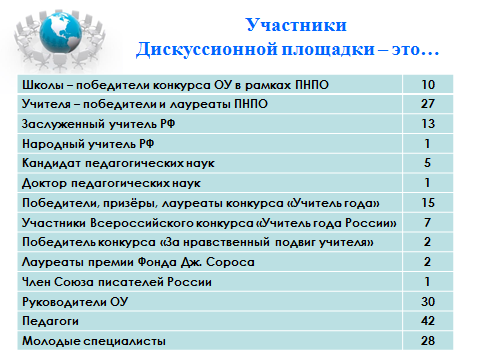 Участники
Дискуссионной площадки – это…
Школы – победители конкурса ОУ в рамках ПНПО 10
Учителя – победители и лауреаты ПНПО 27
Заслуженный учитель РФ 13
Народный учитель РФ 1
Кандидат педагогических наук 5
Доктор педагогических наук 1
Победители, призёры, лауреаты конкурса «Учитель года» 15
Участники Всероссийского конкурса «Учитель года России» 7
Победитель конкурса «За нравственный подвиг учителя» 2
Лауреаты премии Фонда Дж. Сороса 2
Член Союза писателей России 1
Руководители ОУ 30
Педагоги 42
Молодые специалисты 28